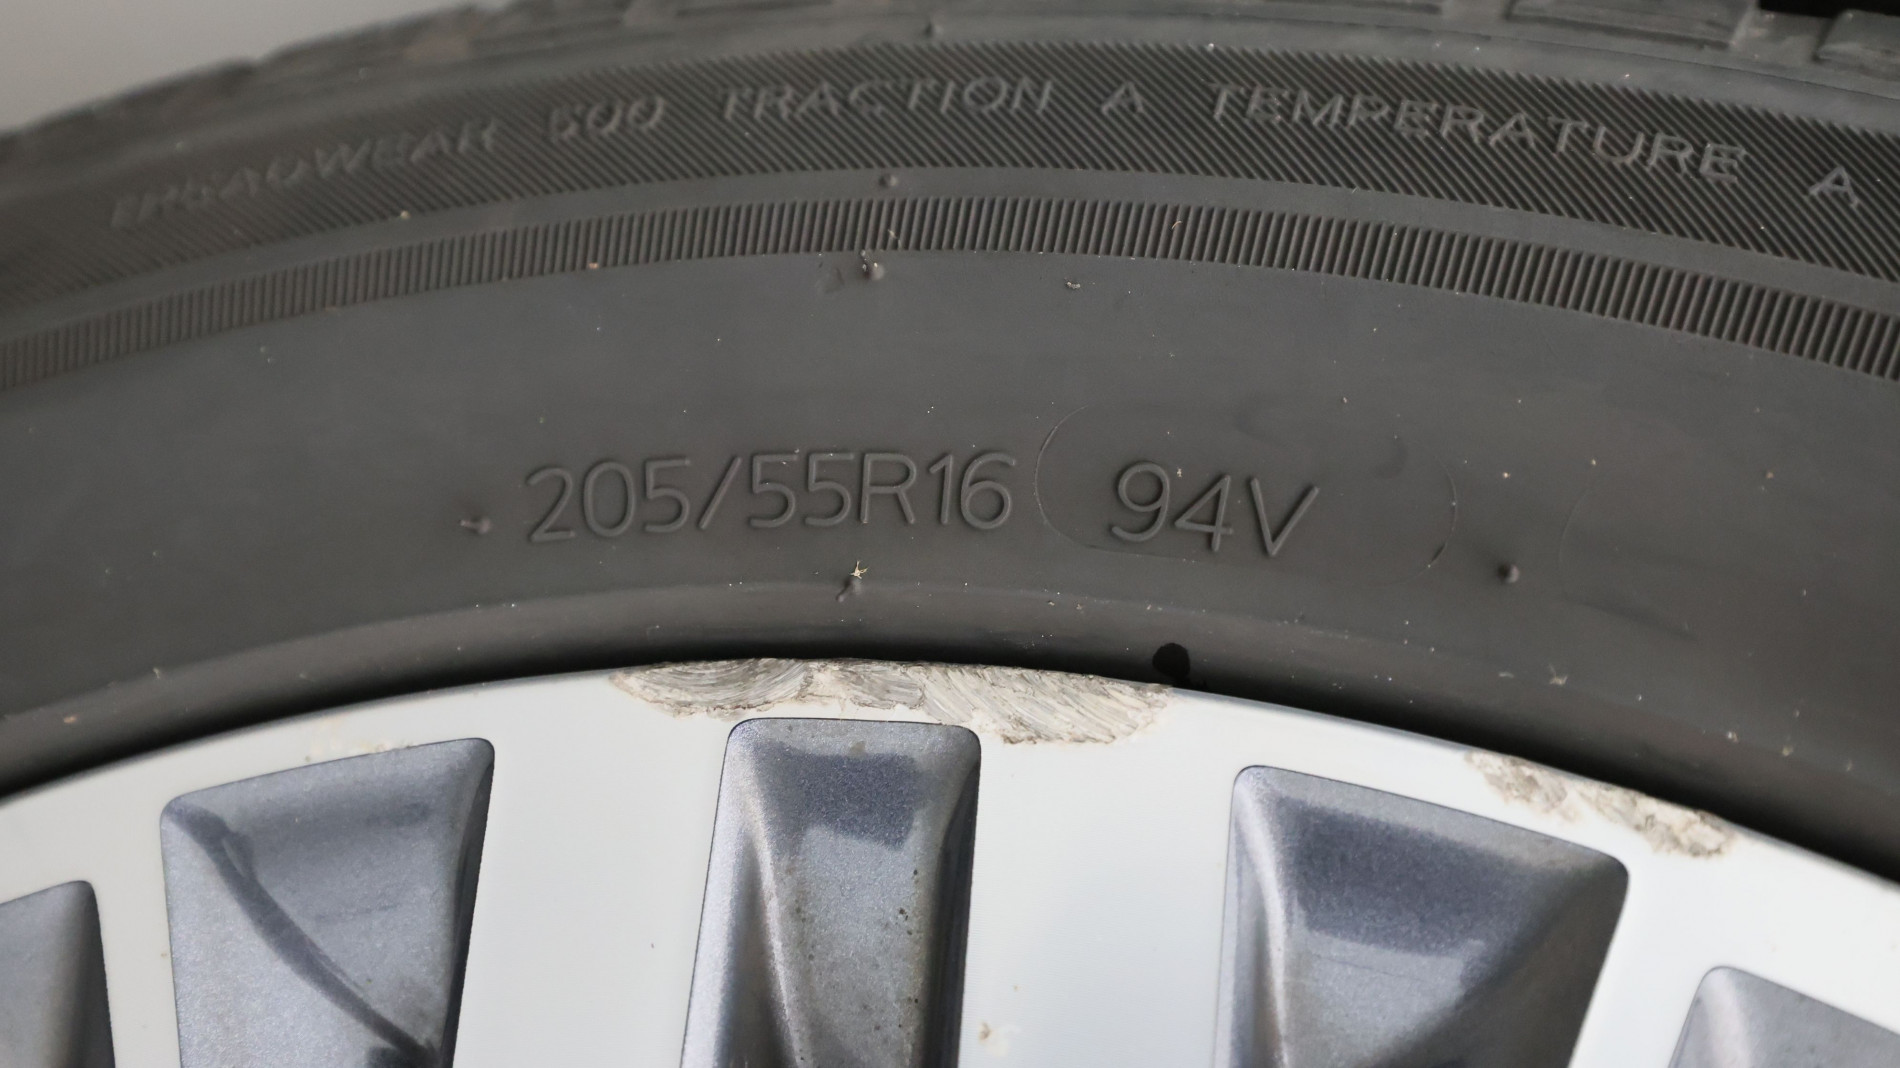 TREADWEAR 500 TRACTION A TEMPERATURE A
205/55R16 94V